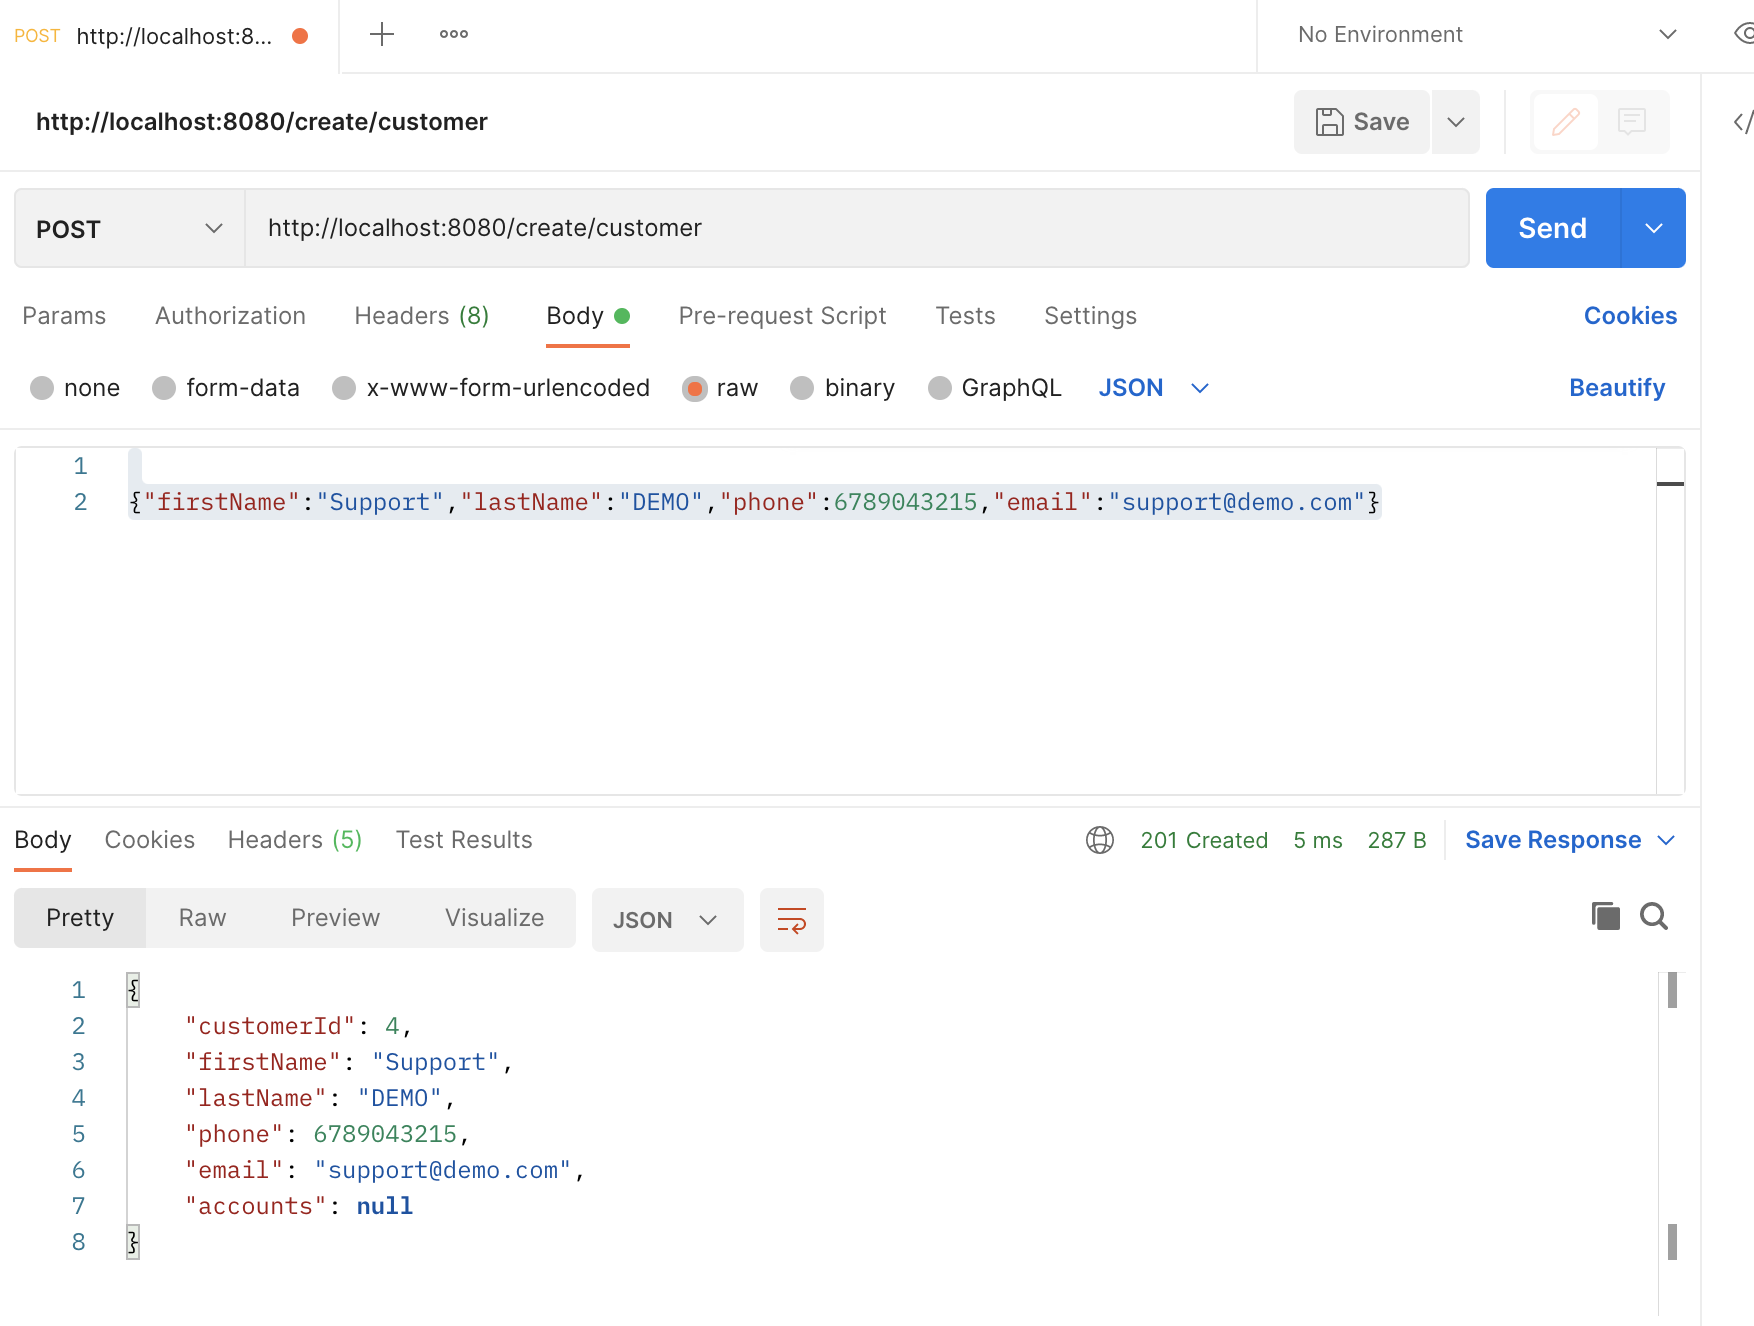 POST http://localhost:8... No Environment
http://localhost:8080/create/customer Save
POST http://localhost:8080/create/customer Send
Params Authorization Headers (8) Body Pre-request Script Tests Settings Cookies
none form-data x-www-form-urlencoded raw binary GraphQL JSON Beautify
1
2 {"firstName":"Support","lastName":"DEMO","phone":6789043215,"email":"support@demo.com"}
Body Cookies Headers (5) Test Results 201 Created 5 ms 287 B Save Response
Pretty Raw Preview Visualize JSON
1 {
2 "customerId": 4,
3 "firstName": "Support",
4 "lastName": "DEMO",
5 "phone": 6789043215,
6 "email": "support@demo.com",
7 "accounts": null
8 }